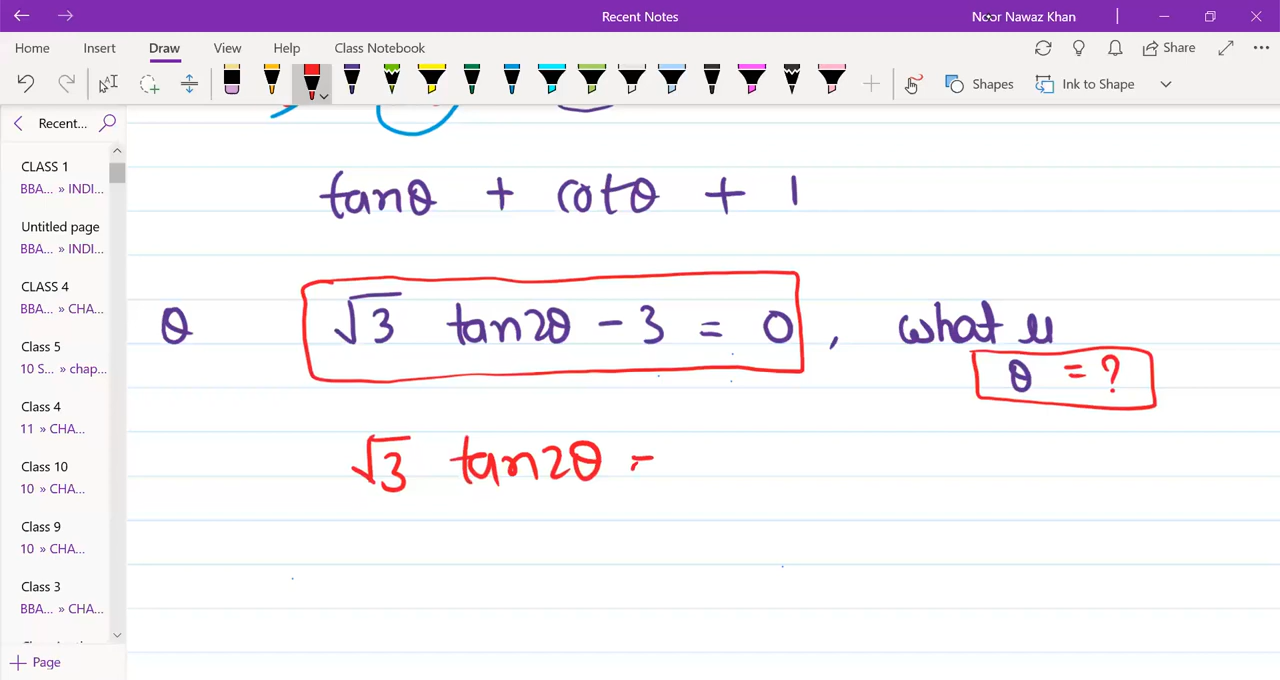 Recent Notes
Noor Nawaz Khan
Home Insert Draw View Help Class Notebook Share
Shapes Ink to Shape
Recent...
CLASS 1
BBA... » INDI...
Untitled page
BBA... » INDI...
CLASS 4
BBA... » CHA...
Class 5
10 S... » chap...
Class 4
11 » CHA...
Class 10
10 » CHA...
Class 9
10 » CHA...
Class 3
BBA... » CHA...
Page
tanθ + cotθ + 1
θ √3 tan2θ - 3 = 0, what
θ = ?
√3 tan2θ =